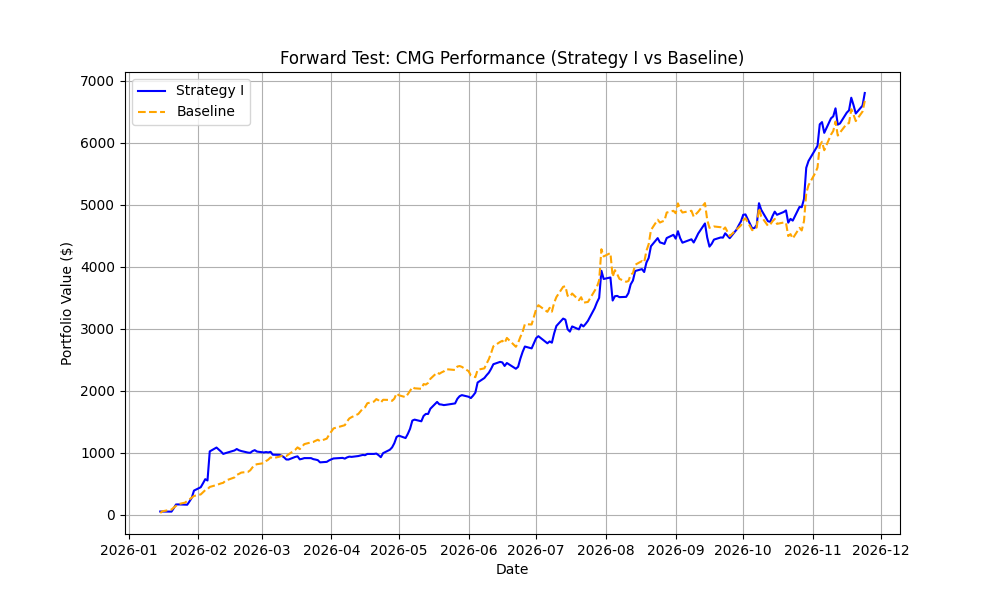 Forward Test: CMG Performance (Strategy I vs Baseline)
Strategy I
Baseline
7000
6000
5000
4000
3000
2000
1000
0
Portfolio Value ($)
2026-01 2026-02 2026-03 2026-04 2026-05 2026-06 2026-07 2026-08 2026-09 2026-10 2026-11 2026-12
Date